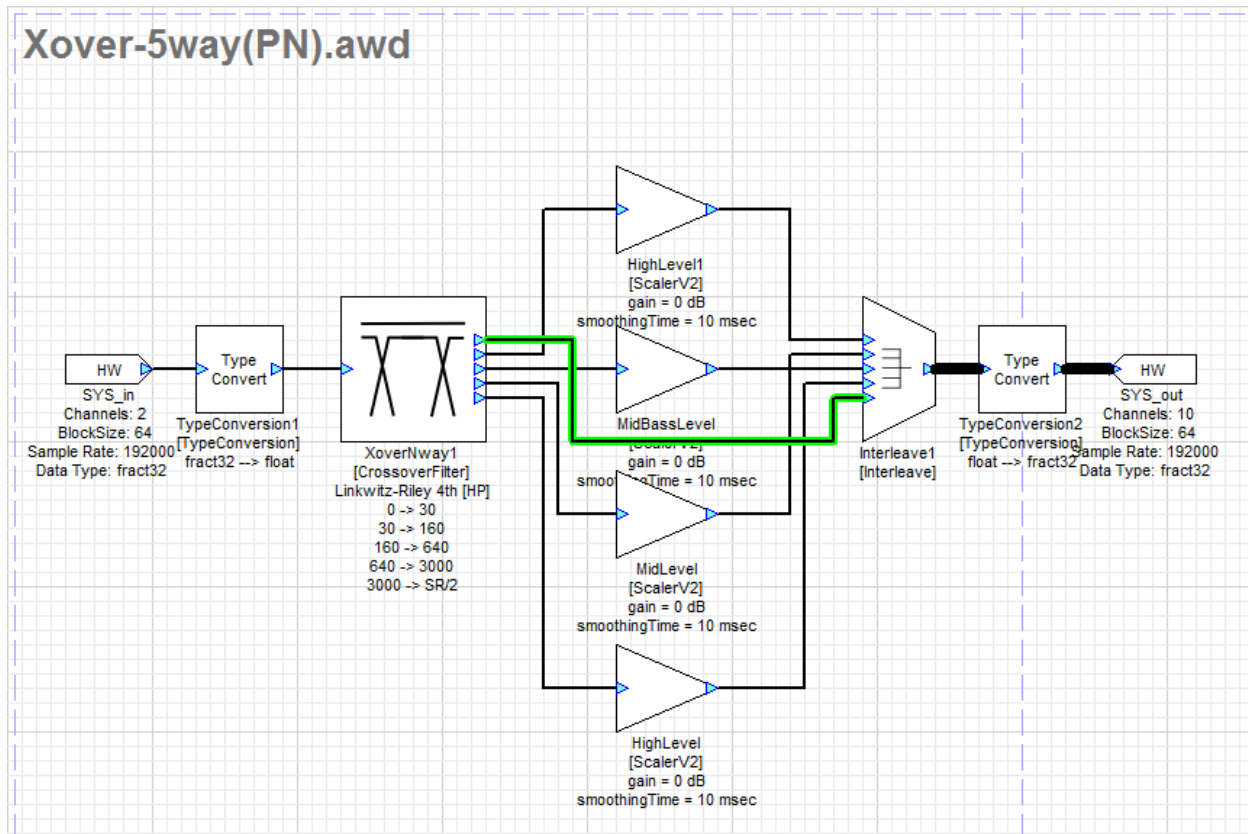 Xover-5way(PN).awd
HW
SYS_in
Channels: 2
BlockSize: 64
Sample Rate: 192000
Data Type: fract32
Type
Convert
TypeConversion1
[TypeConversion]
fract32 --> float
XoverNway1
[CrossoverFilter]
Linkwitz-Riley 4th [HP]
0 -> 30
30 -> 160
160 -> 640
640 -> 3000
3000 -> SR/2
HighLevel1
[ScalerV2]
gain = 0 dB
smoothingTime = 10 msec
MidBassLevel
[ScalerV2]
gain = 0 dB
smoothingTime = 10 msec
MidLevel
[ScalerV2]
gain = 0 dB
smoothingTime = 10 msec
HighLevel
[ScalerV2]
gain = 0 dB
smoothingTime = 10 msec
Interleave1
[Interleave]
Type
Convert
TypeConversion2
[TypeConversion]
float --> fract32
HW
SYS_out
Channels: 10
BlockSize: 64
Sample Rate: 192000
Data Type: fract32